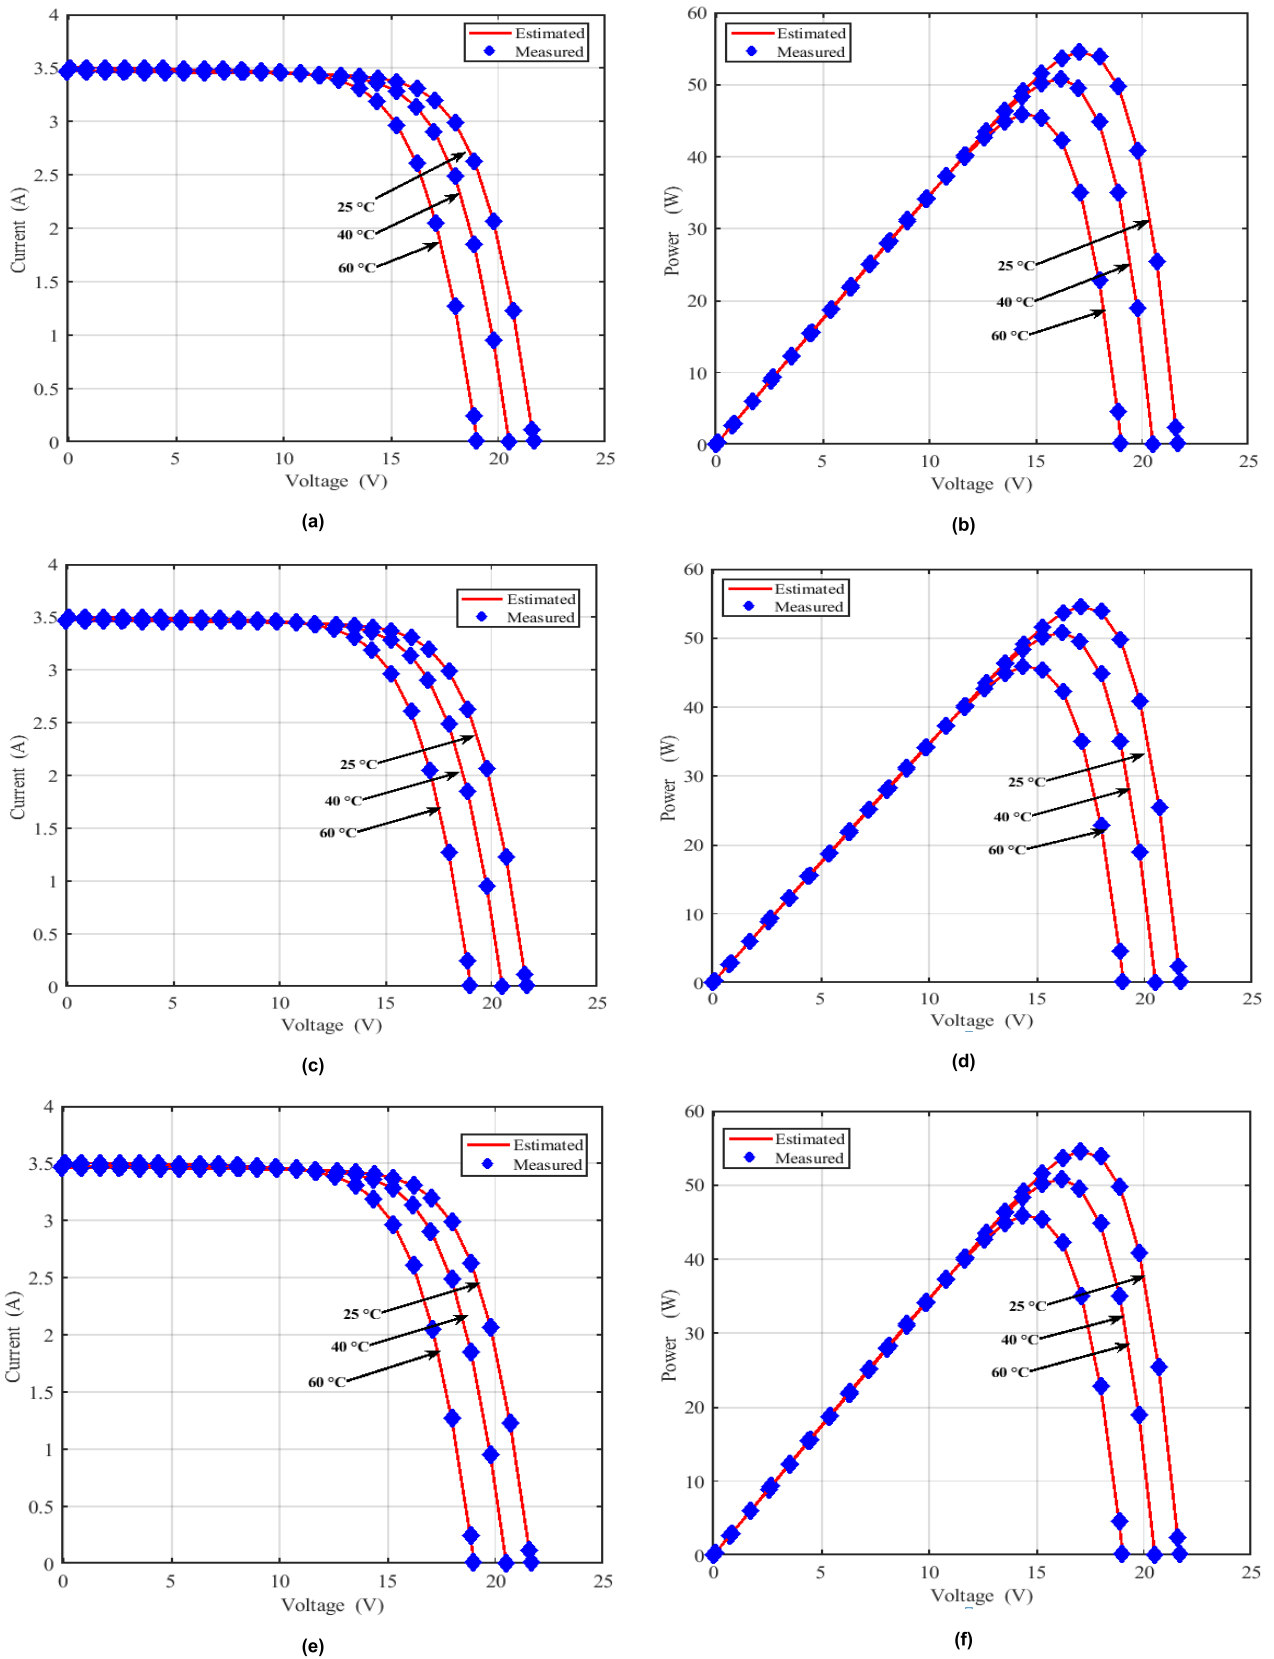 4
3.5
3
2.5
2
1.5
1
0.5
0
0
5
10
15
20
25
Current (A)
Voltage (V)
Estimated
Measured
25 °C
40 °C
60 °C
(a)
60
50
40
30
20
10
0
0
5
10
15
20
25
Power (W)
Voltage (V)
Estimated
Measured
25 °C
40 °C
60 °C
(b)
4
3.5
3
2.5
2
1.5
1
0.5
0
0
5
10
15
20
25
Current (A)
Voltage (V)
Estimated
Measured
25 °C
40 °C
60 °C
(c)
60
50
40
30
20
10
0
0
5
10
15
20
25
Power (W)
Voltage (V)
Estimated
Measured
25 °C
40 °C
60 °C
(d)
4
3.5
3
2.5
2
1.5
1
0.5
0
0
5
10
15
20
25
Current (A)
Voltage (V)
Estimated
Measured
25 °C
40 °C
60 °C
(e)
60
50
40
30
20
10
0
0
5
10
15
20
25
Power (W)
Voltage (V)
Estimated
Measured
25 °C
40 °C
60 °C
(f)